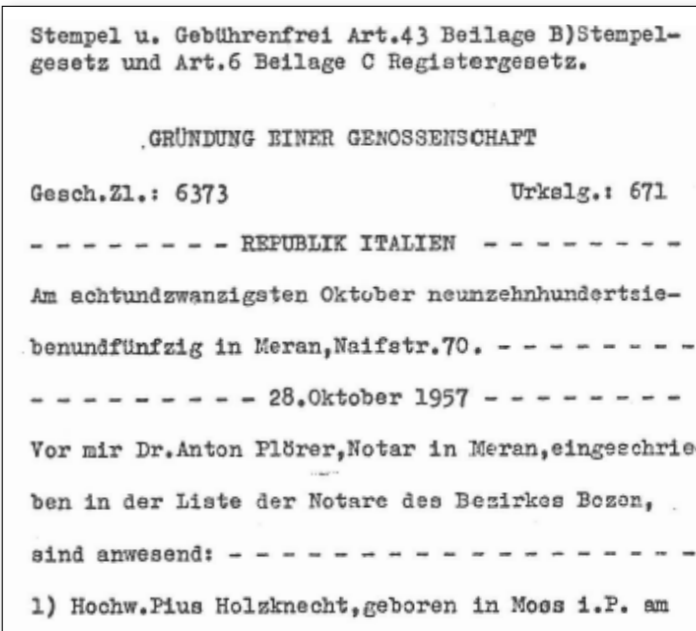 Stempel u. Gebührenfrei Art.43 Beilage B)Stempel-
gesetz und Art.6 Beilage C Registergesetz.
GRÜNDUNG EINER GENOSSENSCHAFT
Gesch.Zl.: 6373 Urkslg.: 671
- - - - - - - - REPUBLIK ITALIEN - - - - - - - -
Am achtundzwanzigsten Oktober neunzehnhundertsie-
benundfünfzig in Meran,Naifstr.70. - - - - - - - -
- - - - - - - - - 28.Oktober 1957 - - - - - - - -
Vor mir Dr.Anton Plörer,Notar in Meran,eingeschrie
ben in der Liste der Notare des Bezirkes Bozen,
sind anwesend: - - - - - - - - - - - - - - - - - -
1) Hochw.Pius Holzknecht,geboren in Moos i.P. am